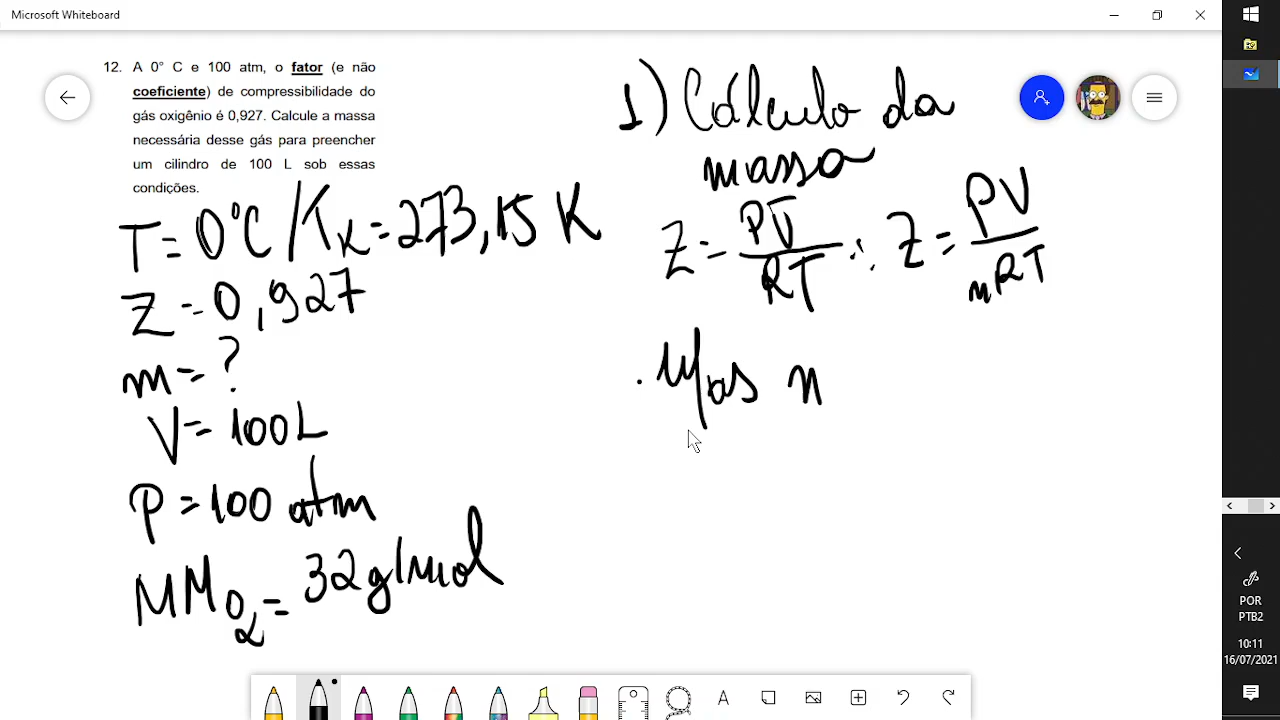 Microsoft Whiteboard
12. A 0° C e 100 atm, o fator (e não
coeficiente) de compressibilidade do
gás oxigênio é 0,927. Calcule a massa
necessária desse gás para preencher
um cilindro de 100 L sob essas
condições.
T = 0°C / TK = 273,15 K
Z = 0,927
m = ?
V = 100L
P = 100 atm
MMO2 = 32g/mol
1) Cálculo da
massa
Z = PV̅/RT ∴ Z = PV/nRT
. Mas n
A
POR
PTB2
10:11
16/07/2021